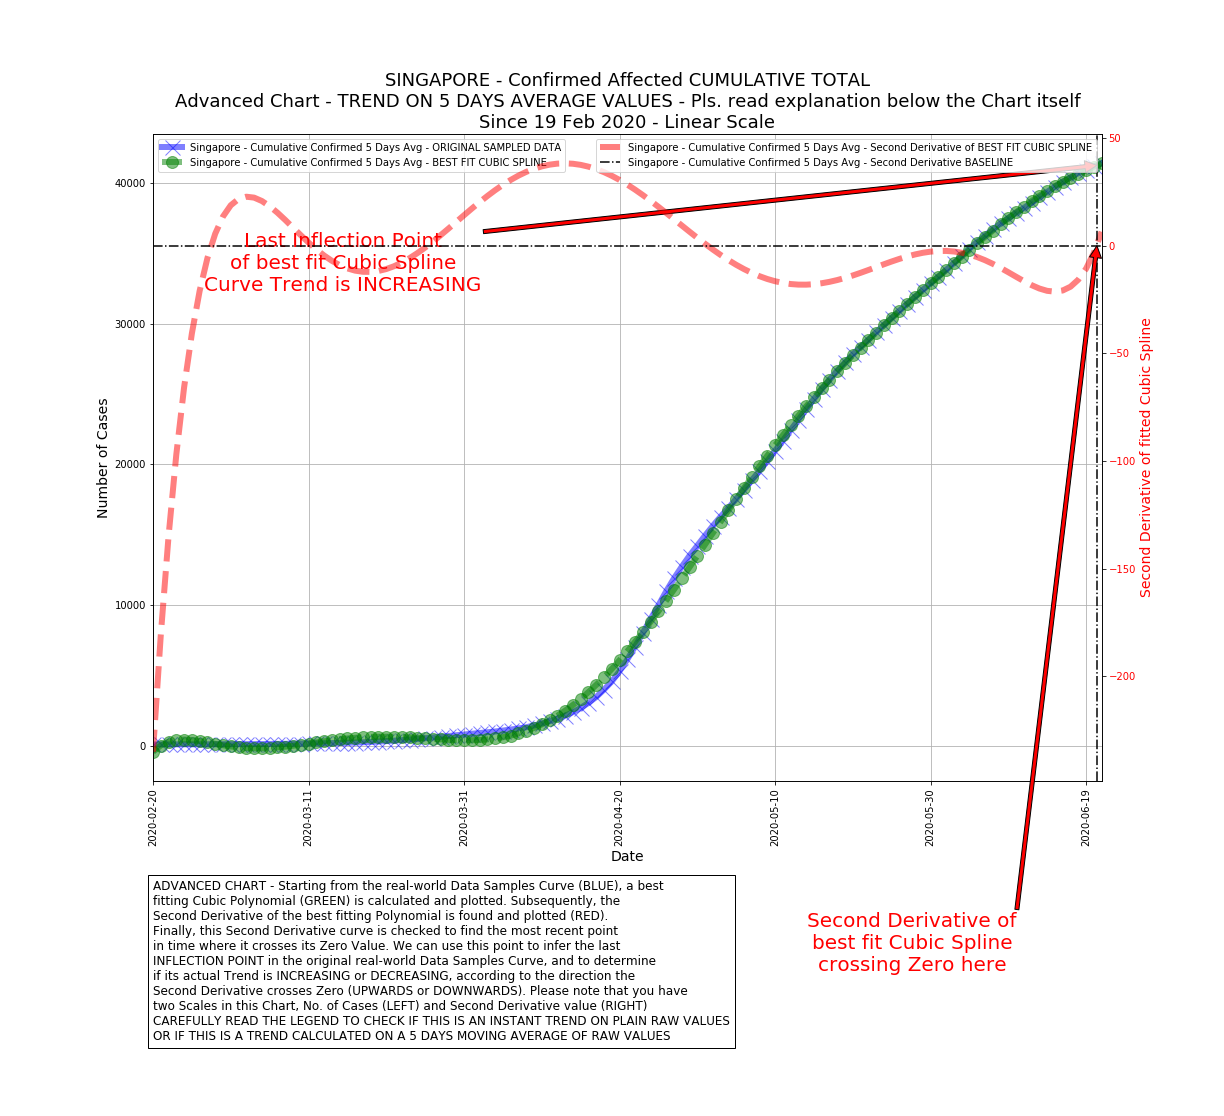 SINGAPORE - Confirmed Affected CUMULATIVE TOTAL
Advanced Chart - TREND ON 5 DAYS AVERAGE VALUES - Pls. read explanation below the Chart itself
Since 19 Feb 2020 - Linear Scale
Singapore - Cumulative Confirmed 5 Days Avg - ORIGINAL SAMPLED DATA
Singapore - Cumulative Confirmed 5 Days Avg - BEST FIT CUBIC SPLINE
Singapore - Cumulative Confirmed 5 Days Avg - Second Derivative of BEST FIT CUBIC SPLINE
Singapore - Cumulative Confirmed 5 Days Avg - Second Derivative BASELINE
Last Inflection Point
of best fit Cubic Spline
Curve Trend is INCREASING
Number of Cases
40000
30000
20000
10000
0
50
0
−50
−100
−150
−200
Second Derivative of fitted Cubic Spline
2020-02-20
2020-03-11
2020-03-31
2020-04-20
2020-05-10
2020-05-30
2020-06-19
Date
ADVANCED CHART - Starting from the real-world Data Samples Curve (BLUE), a best
fitting Cubic Polynomial (GREEN) is calculated and plotted. Subsequently, the
Second Derivative of the best fitting Polynomial is found and plotted (RED).
Finally, this Second Derivative curve is checked to find the most recent point
in time where it crosses its Zero Value. We can use this point to infer the last
INFLECTION POINT in the original real-world Data Samples Curve, and to determine
if its actual Trend is INCREASING or DECREASING, according to the direction the
Second Derivative crosses Zero (UPWARDS or DOWNWARDS). Please note that you have
two Scales in this Chart, No. of Cases (LEFT) and Second Derivative value (RIGHT)
CAREFULLY READ THE LEGEND TO CHECK IF THIS IS AN INSTANT TREND ON PLAIN RAW VALUES
OR IF THIS IS A TREND CALCULATED ON A 5 DAYS MOVING AVERAGE OF RAW VALUES
Second Derivative of
best fit Cubic Spline
crossing Zero here